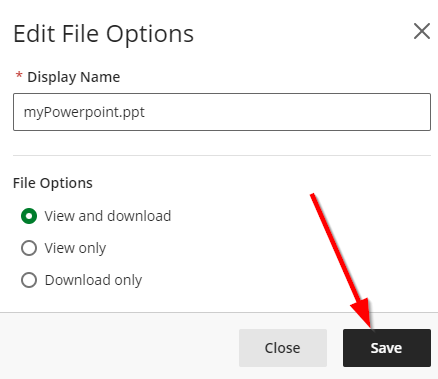 Edit File Options
* Display Name
myPowerpoint.ppt
File Options
View and download
View only
Download only
Close Save